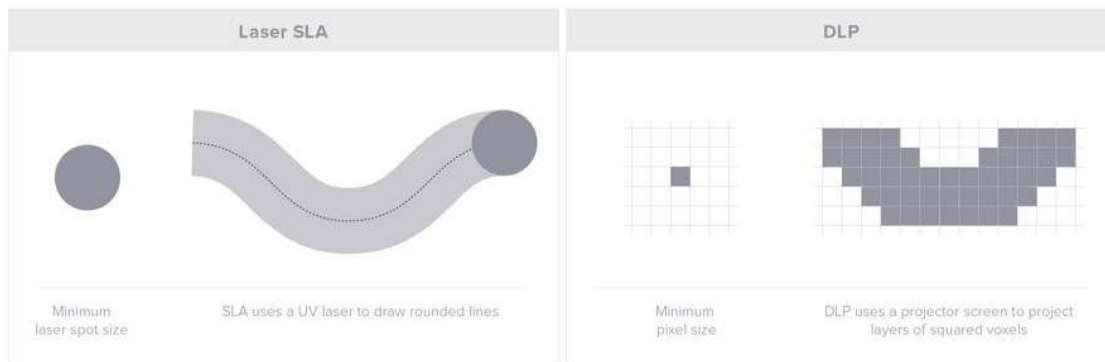 Laser SLA
DLP
Minimum
laser spot size
SLA uses a UV laser to draw rounded lines
Minimum
pixel size
DLP uses a projector screen to project
layers of squared voxels